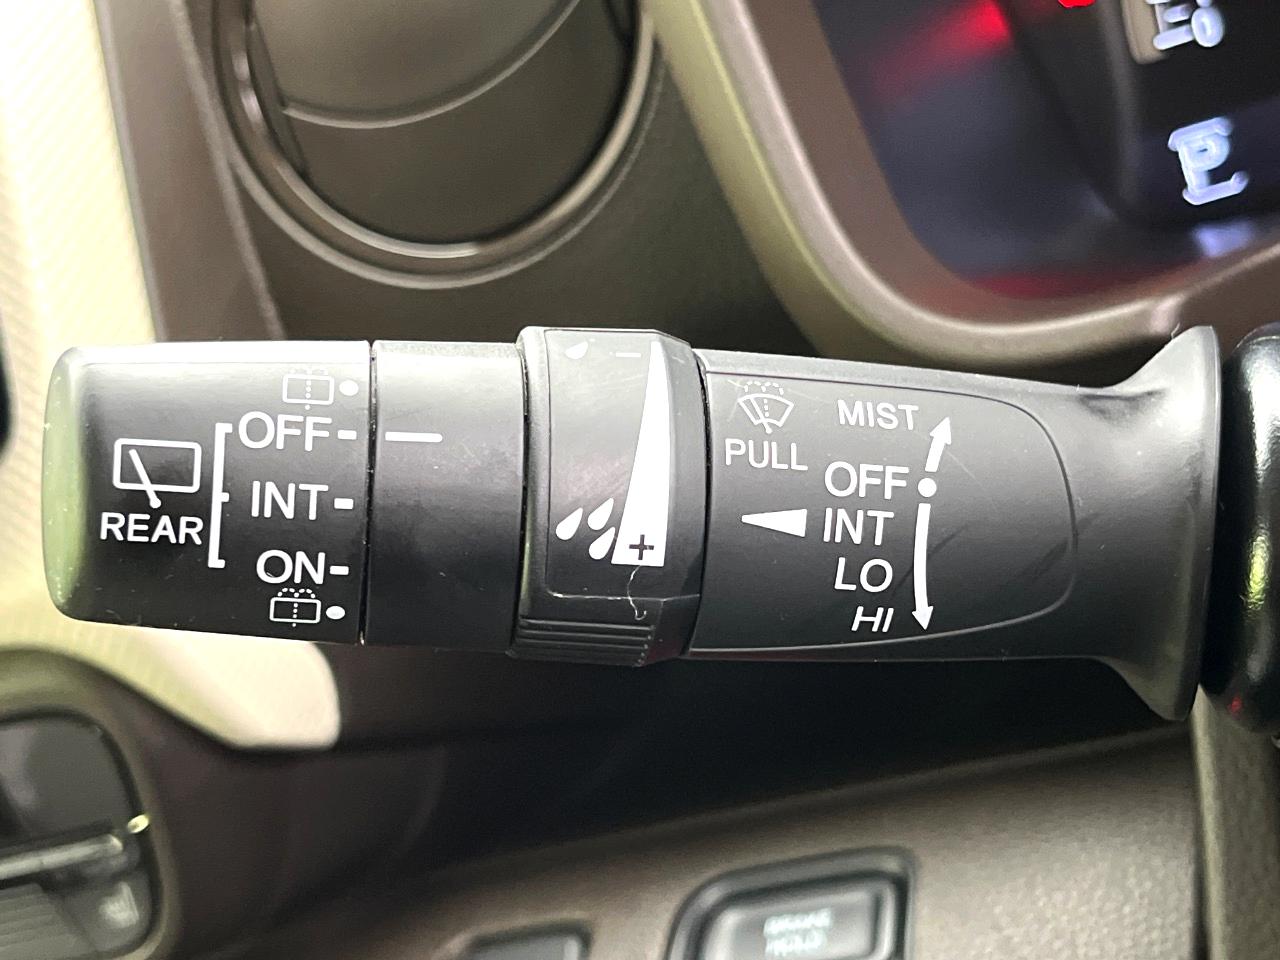 OFF
INT
ON
REAR
PULL
MIST
OFF
INT
LO
HI
P